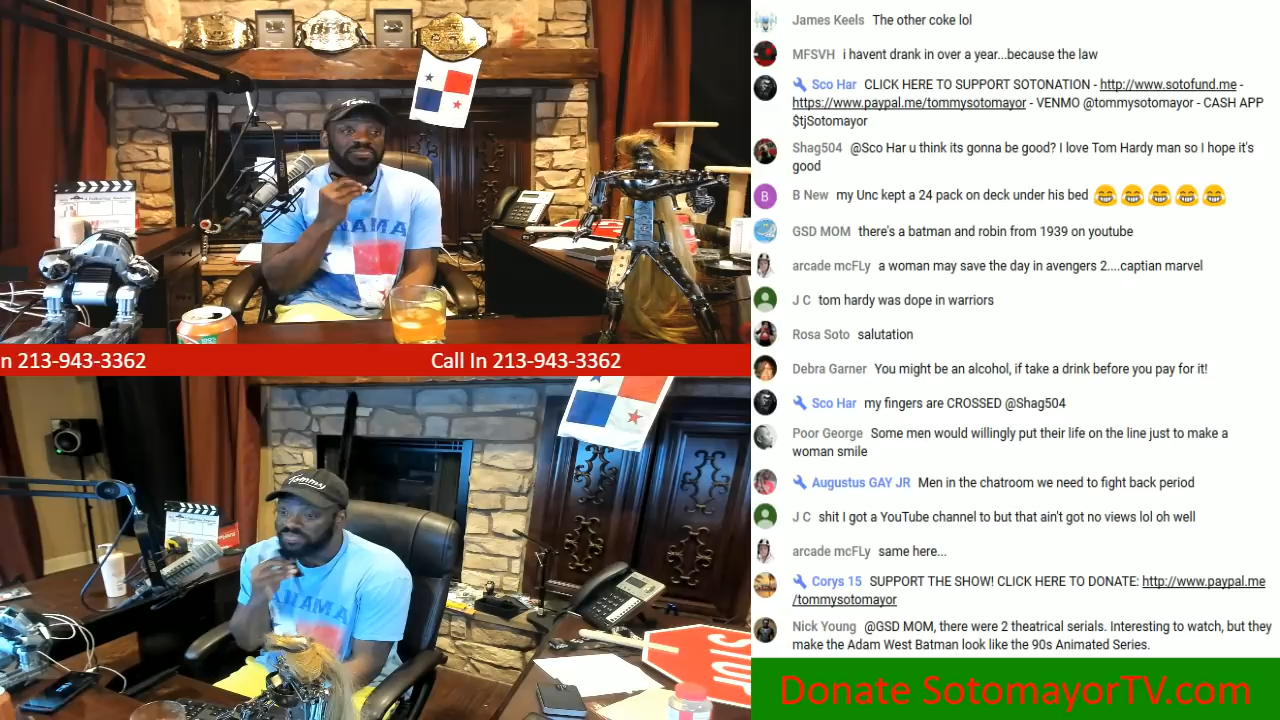 Tommy
NAMA
n 213-943-3362
Call In 213-943-3362
Tommy
ANAMA
James Keels The other coke lol
MFSVH i havent drank in over a year...because the law
Sco Har CLICK HERE TO SUPPORT SOTONATION - http://www.sotofund.me -
https://www.paypal.me/tommysotomayor - VENMO @tommysotomayor - CASH APP
$tjSotomayor
Shag504 @Sco Har u think its gonna be good? I love Tom Hardy man so I hope it's
good
B
B New my Unc kept a 24 pack on deck under his bed 😂😂😂😂😂
GSD MOM there's a batman and robin from 1939 on youtube
arcade mcFLy a woman may save the day in avengers 2....captian marvel
J C tom hardy was dope in warriors
Rosa Soto salutation
Debra Garner You might be an alcohol, if take a drink before you pay for it!
Sco Har my fingers are CROSSED @Shag504
Poor George Some men would willingly put their life on the line just to make a
woman smile
Augustus GAY JR Men in the chatroom we need to fight back period
J C shit I got a YouTube channel to but that ain't got no views lol oh well
arcade mcFLy same here...
Corys 15 SUPPORT THE SHOW! CLICK HERE TO DONATE: http://www.paypal.me
/tommysotomayor
Nick Young @GSD MOM, there were 2 theatrical serials. Interesting to watch, but they
make the Adam West Batman look like the 90s Animated Series.
Donate SotomayorTV.com